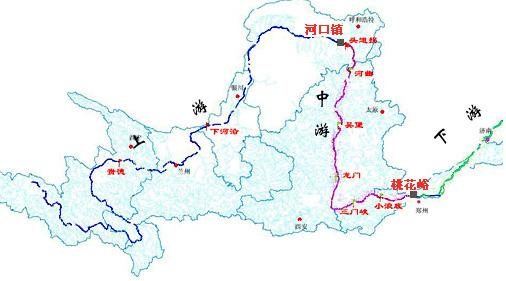 呼和浩特
河口镇
头道拐
河曲
银川
中
游
太原
吴堡
下
游
济南
上
游
下河沿
西宁
贵德
兰州
龙门
桃花峪
三门峡
小浪底
郑州
西安